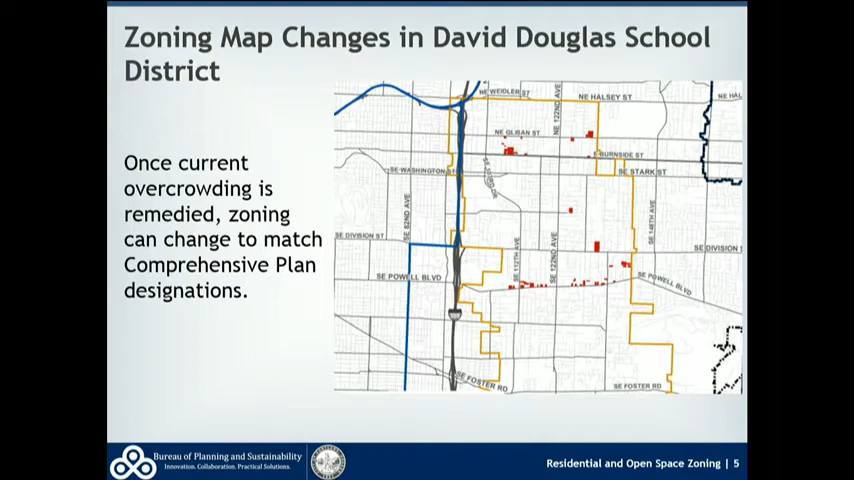 Zoning Map Changes in David Douglas School
District
Once current
overcrowding is
remedied, zoning
can change to match
Comprehensive Plan
designations.
NE WEIDLER ST
NE 122ND AVE
NE HALSEY ST
NE HAL
NE GLISAN ST
E BURNSIDE ST
SE WASHINGTON ST
SE STARK ST
SE 82ND AVE
SE 148TH AVE
SE DIVISION ST
SE 112TH AVE
SE 122ND AVE
SE DIVISION
SE POWELL BLVD
SE POWELL BLVD
SE FOSTER RD
SE FOSTER RD
Bureau of Planning and Sustainability
Innovation. Collaboration. Practical Solutions.
Residential and Open Space Zoning | 5